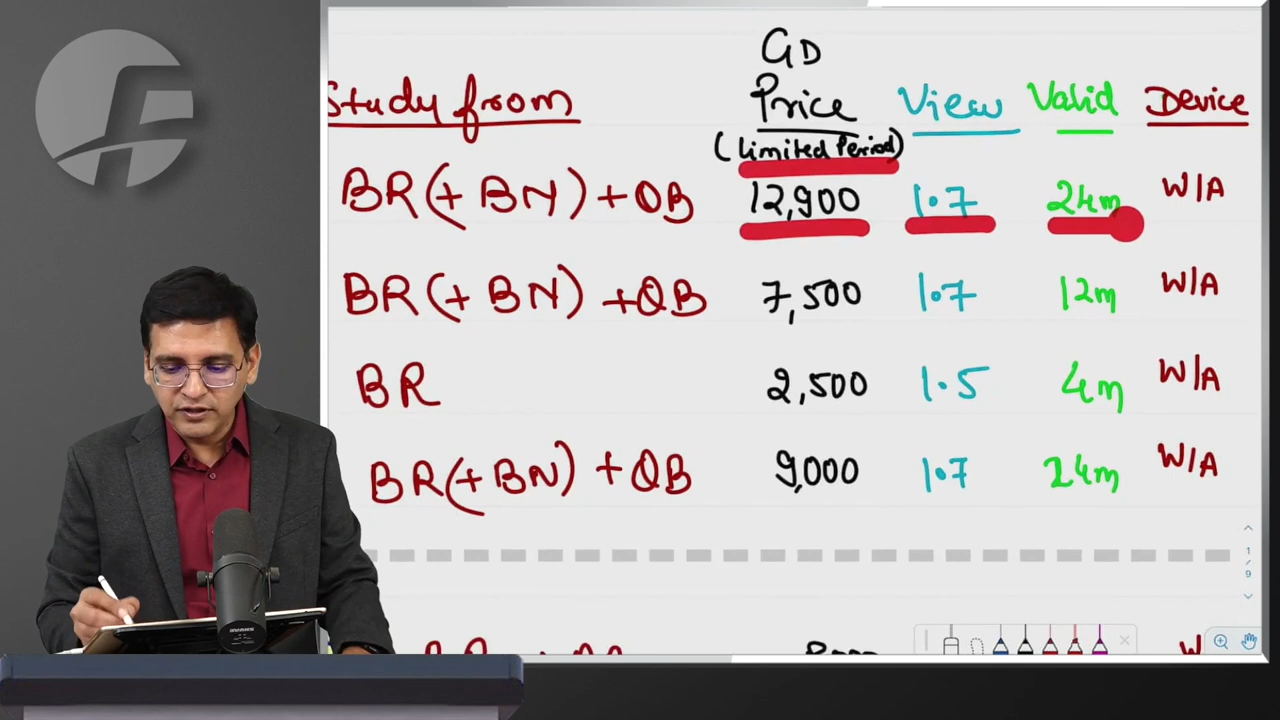 GD
Study from Price View Valid Device
(Limited Period)
BR(+ BN) + QB 12,900 1.7 24m W/A
BR(+ BN) +QB 7,500 1.7 12m W/A
BR 2,500 1.5 4m W/A
BR(+BN) + QB 9,000 1.7 24m W/A
1
/
9